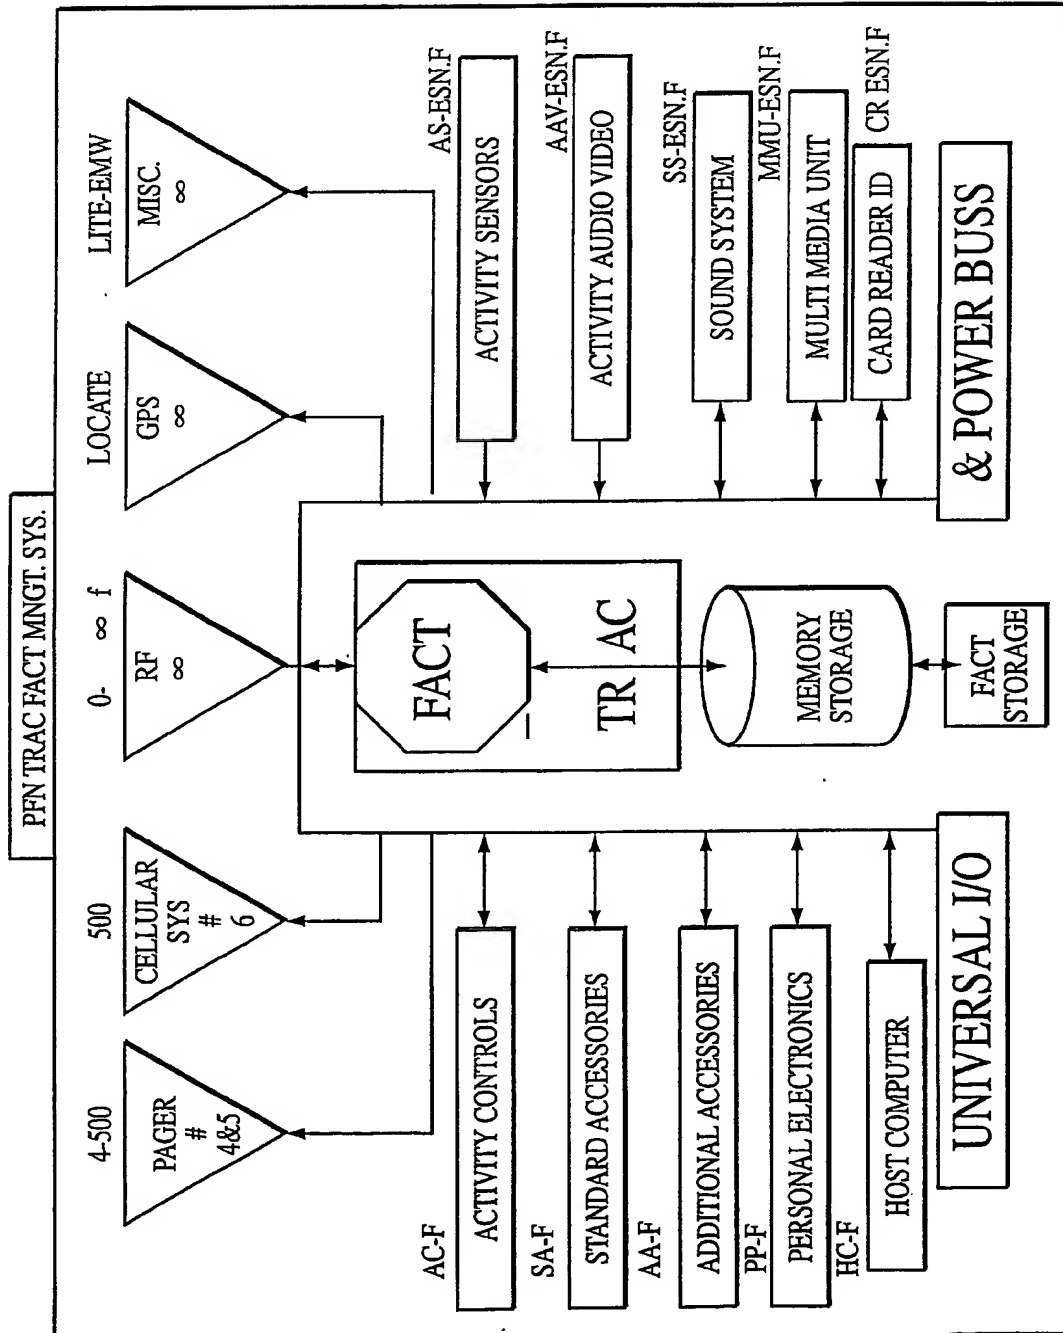 PFN TRAC FACT MNGT. SYS.
4-500
500
0- ∞ f
LOCATE
LITE-EMW
PAGER
#
4&5
CELLULAR
SYS
#
6
RF
∞
GPS
∞
MISC.
∞
AC-F
ACTIVITY CONTROLS
SA-F
STANDARD ACCESSORIES
AA-F
ADDITIONAL ACCESSORIES
PP-F
PERSONAL ELECTRONICS
HC-F
HOST COMPUTER
UNIVERSAL I/O
FACT
TR AC
MEMORY
STORAGE
FACT
STORAGE
AS-ESN.F
ACTIVITY SENSORS
AAV-ESN.F
ACTIVITY AUDIO VIDEO
SS-ESN.F
SOUND SYSTEM
MMU-ESN.F
MULTI MEDIA UNIT
CR ESN.F
CARD READER ID
& POWER BUSS